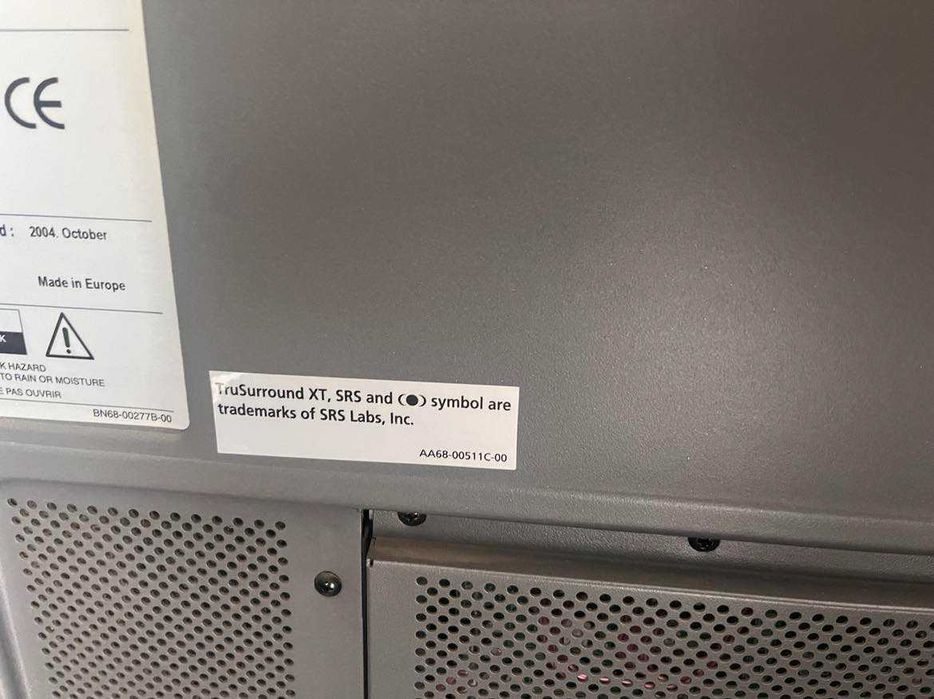 CE
d : 2004. October
Made in Europe
K
K HAZARD
TO RAIN OR MOISTURE
E PAS OUVRIR
BN68-00277B-00
TruSurround XT, SRS and (●) symbol are
trademarks of SRS Labs, Inc.
AA68-00511C-00